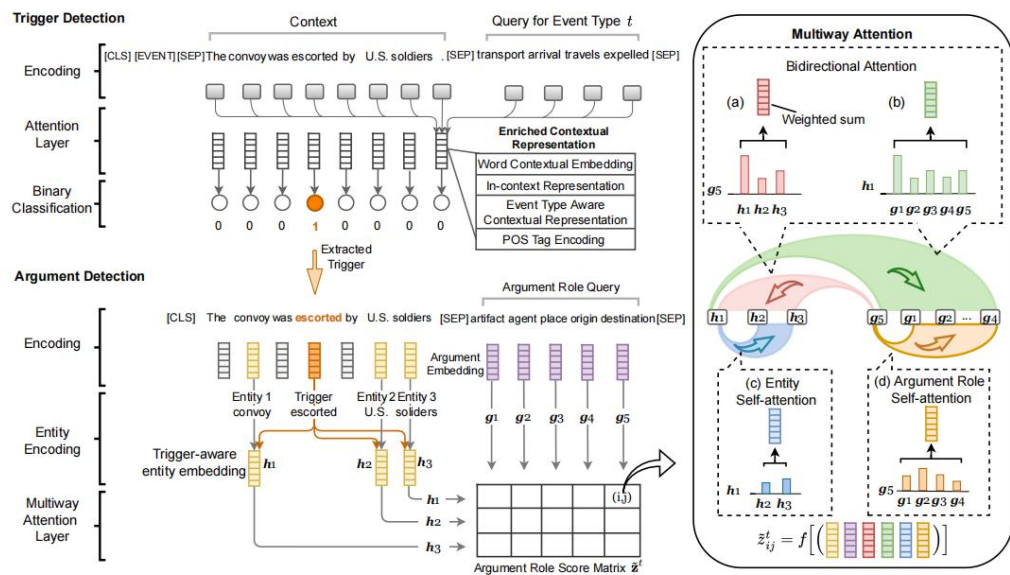 Trigger Detection
Context
Query for Event Type t
Encoding
[CLS] [EVENT] [SEP] The convoy was escorted by U.S. soldiers . [SEP] transport arrival travels expelled [SEP]
Attention
Layer
Enriched Contextual
Representation
Word Contextual Embedding
In-context Representation
Event Type Aware
Contextual Representation
POS Tag Encoding
Binary
Classification
0 0 0 1 0 0 0 0
Extracted
Trigger
Argument Detection
Argument Role Query
Encoding
[CLS] The convoy was escorted by U.S. soldiers [SEP] artifact agent place origin destination [SEP]
Argument
Embedding
Entity 1
convoy
Trigger
escorted
Entity 2
U.S.
Entity 3
soliders
g1 g2 g3 g4 g5
Entity
Encoding
Trigger-aware
entity embedding
h1
h2
h3
Multiway
Attention
Layer
h1
h2
h3
(i,j)
Argument Role Score Matrix z̃^t
Multiway Attention
Bidirectional Attention
(a)
(b)
Weighted sum
g5
h1 h2 h3
h1
g1 g2 g3 g4 g5
h1 h2 h3 g5 g1 g2 ... g4
(c) Entity
Self-attention
h1
h2 h3
(d) Argument Role
Self-attention
g5
g1 g2 g3 g4
z̃^t_ij = f[( )]